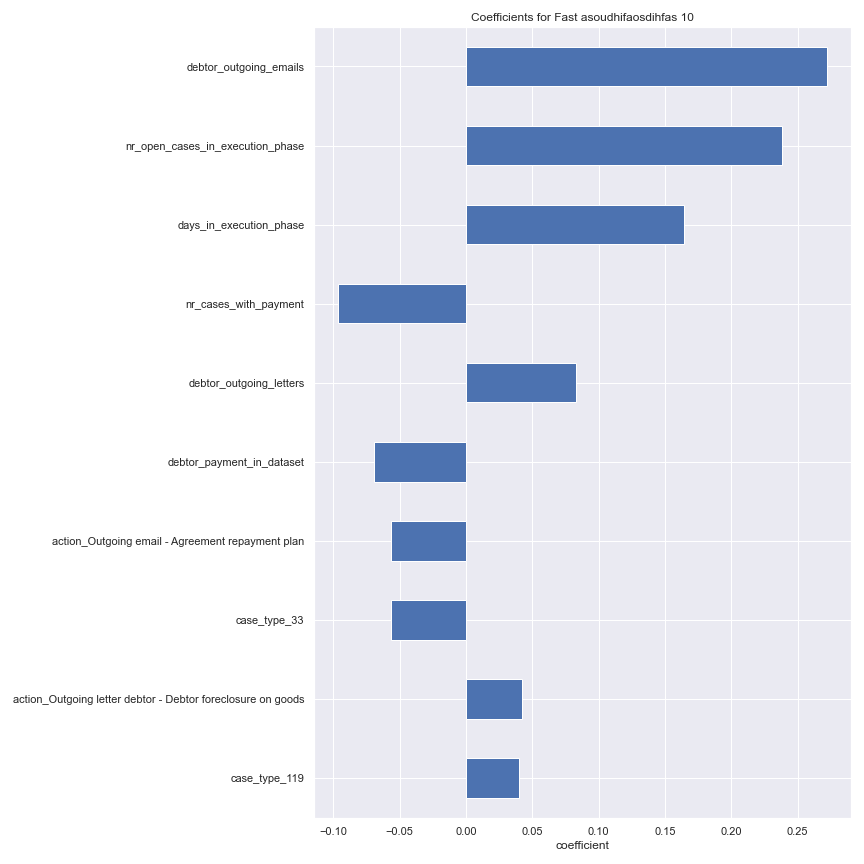 Coefficients for Fast asoudhifaosdihfas 10
debtor_outgoing_emails
nr_open_cases_in_execution_phase
days_in_execution_phase
nr_cases_with_payment
debtor_outgoing_letters
debtor_payment_in_dataset
action_Outgoing email - Agreement repayment plan
case_type_33
action_Outgoing letter debtor - Debtor foreclosure on goods
case_type_119
−0.10 −0.05 0.00 0.05 0.10 0.15 0.20 0.25
coefficient